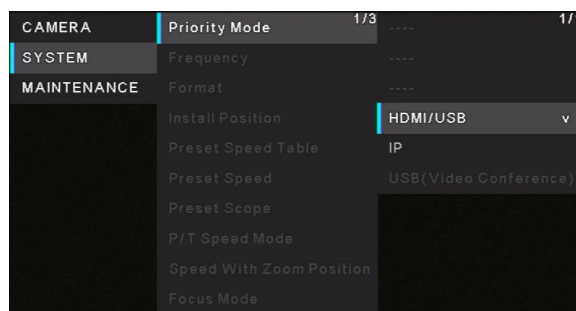 CAMERA
SYSTEM
MAINTENANCE
Priority Mode 1/3
Frequency
Format
Install Position
Preset Speed Table
Preset Speed
Preset Scope
P/T Speed Mode
Speed With Zoom Position
Focus Mode
---- 1/
----
----
HDMI/USB v
IP
USB(Video Conference)